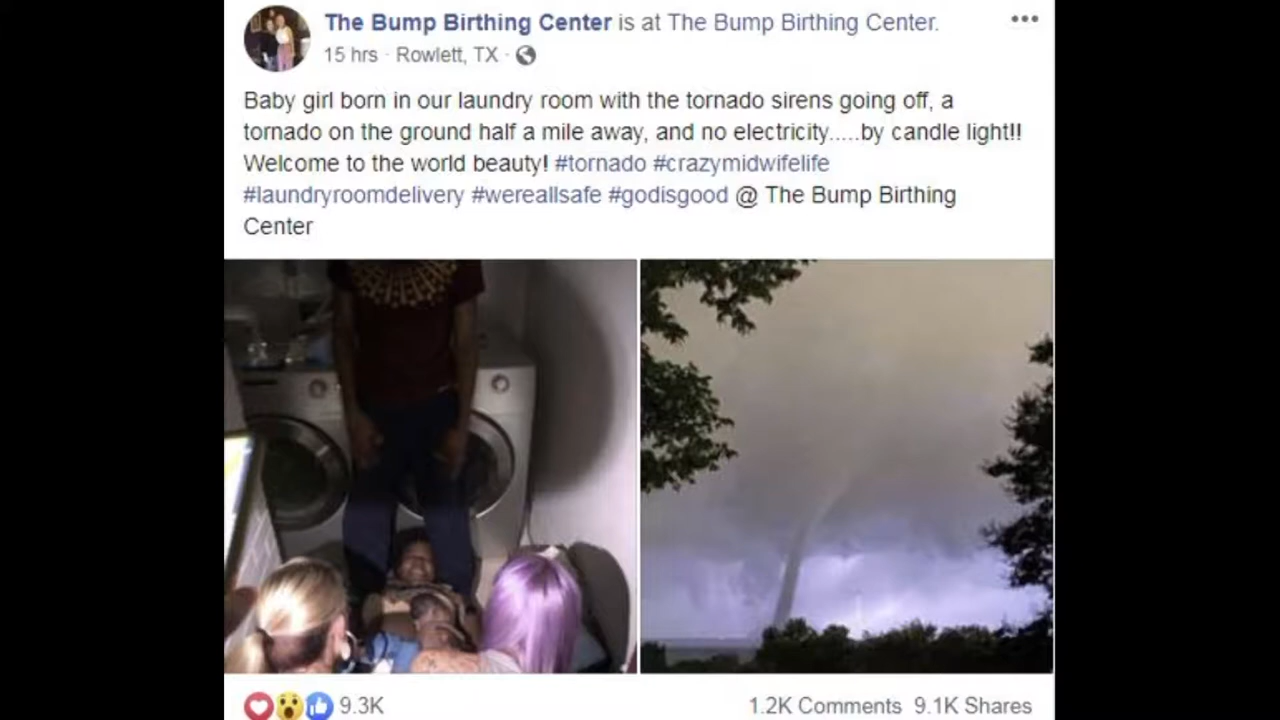 The Bump Birthing Center is at The Bump Birthing Center.
15 hrs · Rowlett, TX ·
Baby girl born in our laundry room with the tornado sirens going off, a
tornado on the ground half a mile away, and no electricity.....by candle light!!
Welcome to the world beauty! #tornado #crazymidwifelife
#laundryroomdelivery #wereallsafe #godisgood @ The Bump Birthing
Center
9.3K 1.2K Comments 9.1K Shares